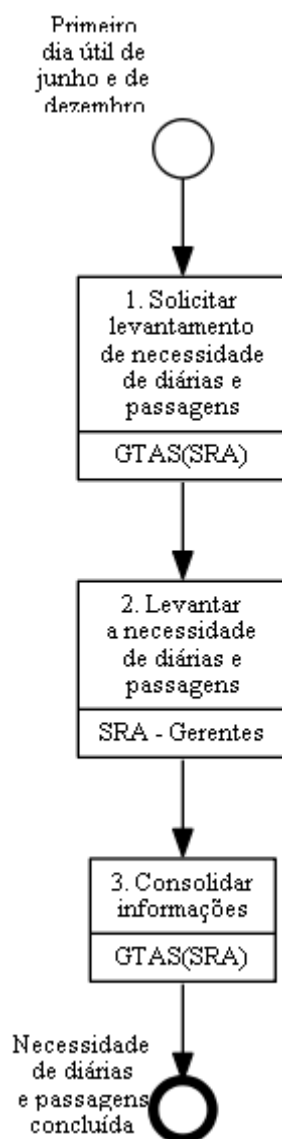 Primeiro
dia útil de
junho e de
dezembro
1. Solicitar
levantamento
de necessidade
de diárias e
passagens
GTAS(SRA)
2. Levantar
a necessidade
de diárias e
passagens
SRA - Gerentes
3. Consolidar
informações
GTAS(SRA)
Necessidade
de diárias
e passagens
concluída